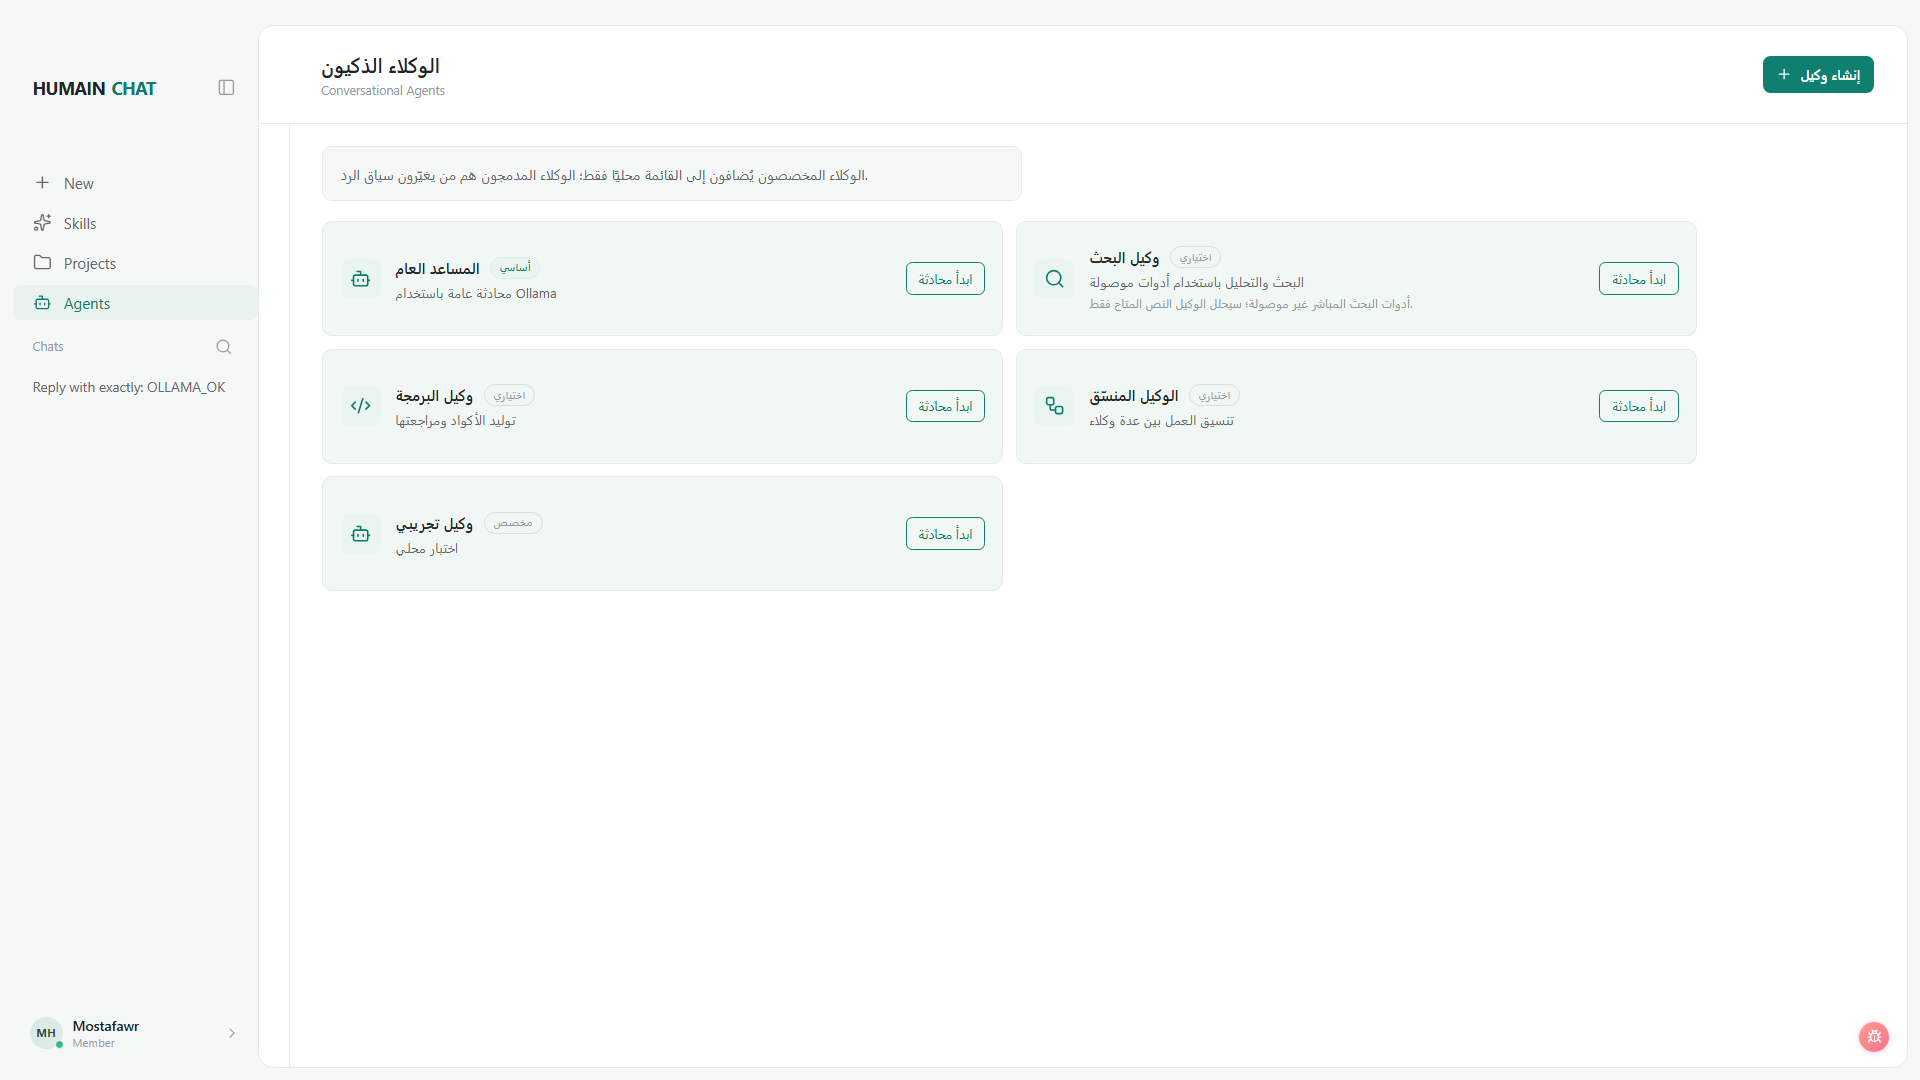 HUMAIN CHAT
New
Skills
Projects
Agents
Chats
Reply with exactly: OLLAMA_OK
MH
Mostafawr
Member
الوكلاء الذكيون
Conversational Agents
إنشاء وكيل
الوكلاء المخصصون يُضافون إلى القائمة محليًا فقط؛ الوكلاء المدمجون هم من يغيّرون سياق الرد.
المساعد العام
أساسي
محادثة عامة باستخدام Ollama
ابدأ محادثة
وكيل البحث
اختياري
البحث والتحليل باستخدام أدوات موصولة
أدوات البحث المباشر غير موصولة؛ سيحلل الوكيل النص المتاح فقط.
ابدأ محادثة
وكيل البرمجة
اختياري
توليد الأكواد ومراجعتها
ابدأ محادثة
الوكيل المنسّق
اختياري
تنسيق العمل بين عدة وكلاء
ابدأ محادثة
وكيل تجريبي
مخصص
اختبار محلي
ابدأ محادثة